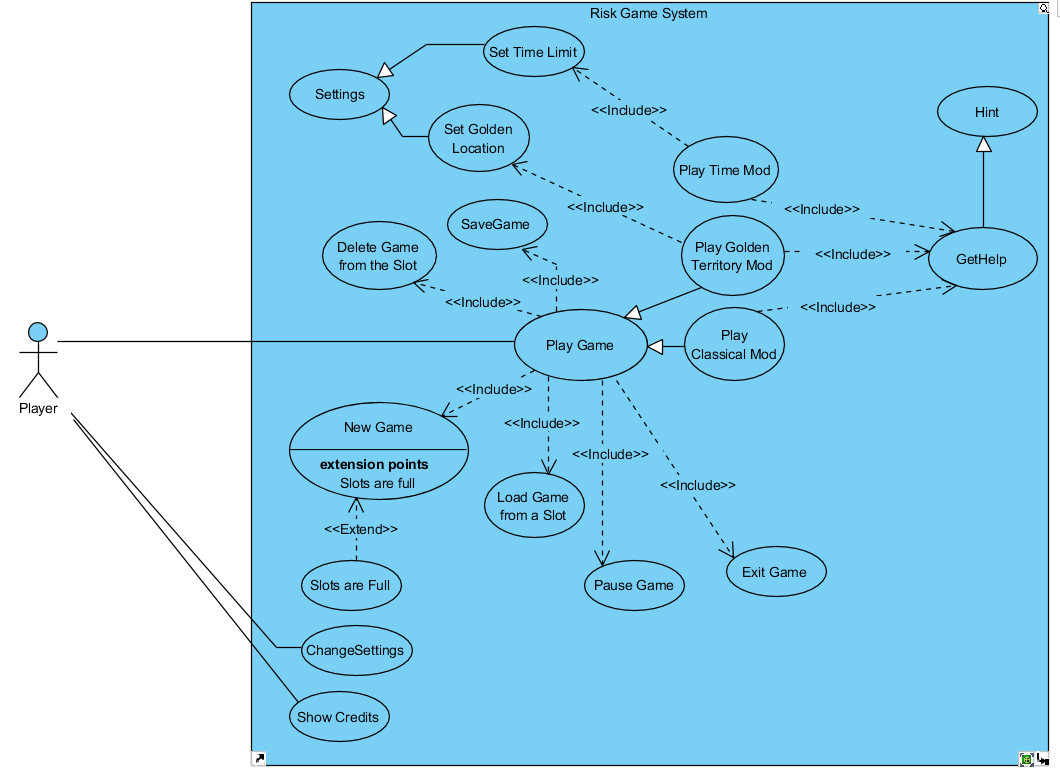 Risk Game System
Set Time Limit
Settings
<<Include>>
Hint
Set Golden
Location
Play Time Mod
<<Include>>
<<Include>>
SaveGame
Delete Game
from the Slot
Play Golden
Territory Mod
<<Include>>
GetHelp
<<Include>>
<<Include>>
<<Include>>
Play Game
Play
Classical Mod
Player
<<Include>>
New Game
extension points
Slots are full
<<Include>>
<<Include>>
<<Include>>
Load Game
from a Slot
<<Extend>>
Slots are Full
Pause Game
Exit Game
ChangeSettings
Show Credits